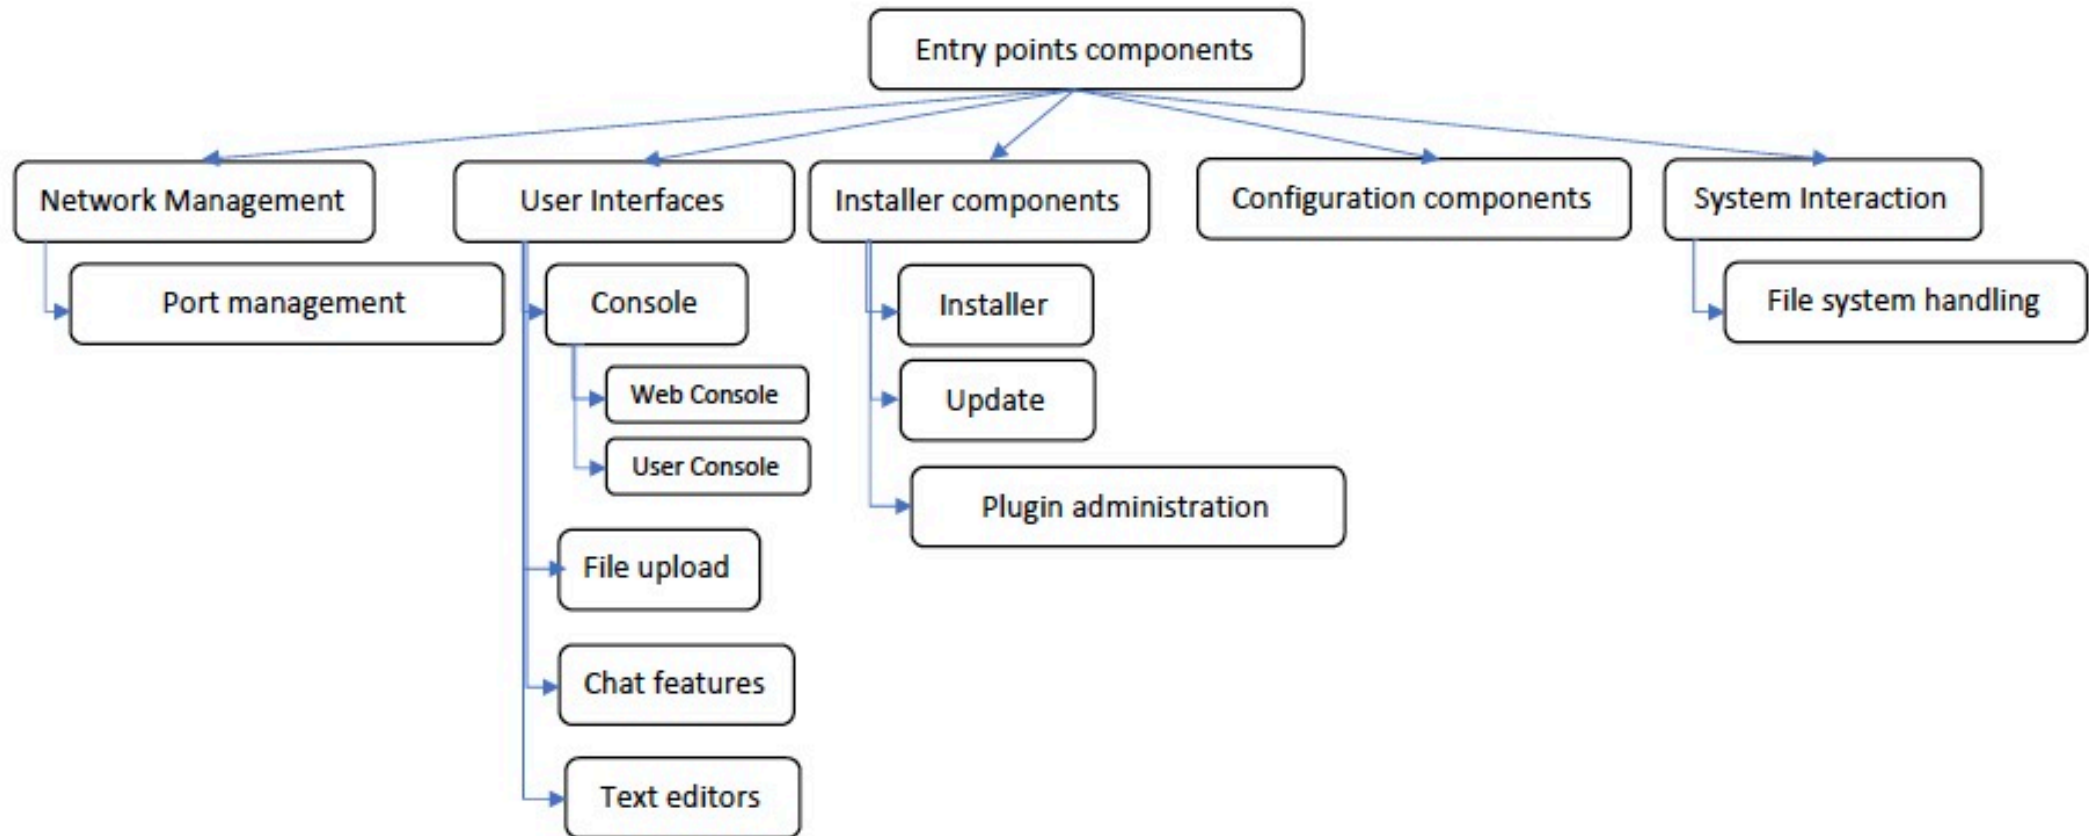 Entry points components
Network Management
User Interfaces
Installer components
Configuration components
System Interaction
Port management
Console
Web Console
User Console
File upload
Chat features
Text editors
Installer
Update
Plugin administration
File system handling